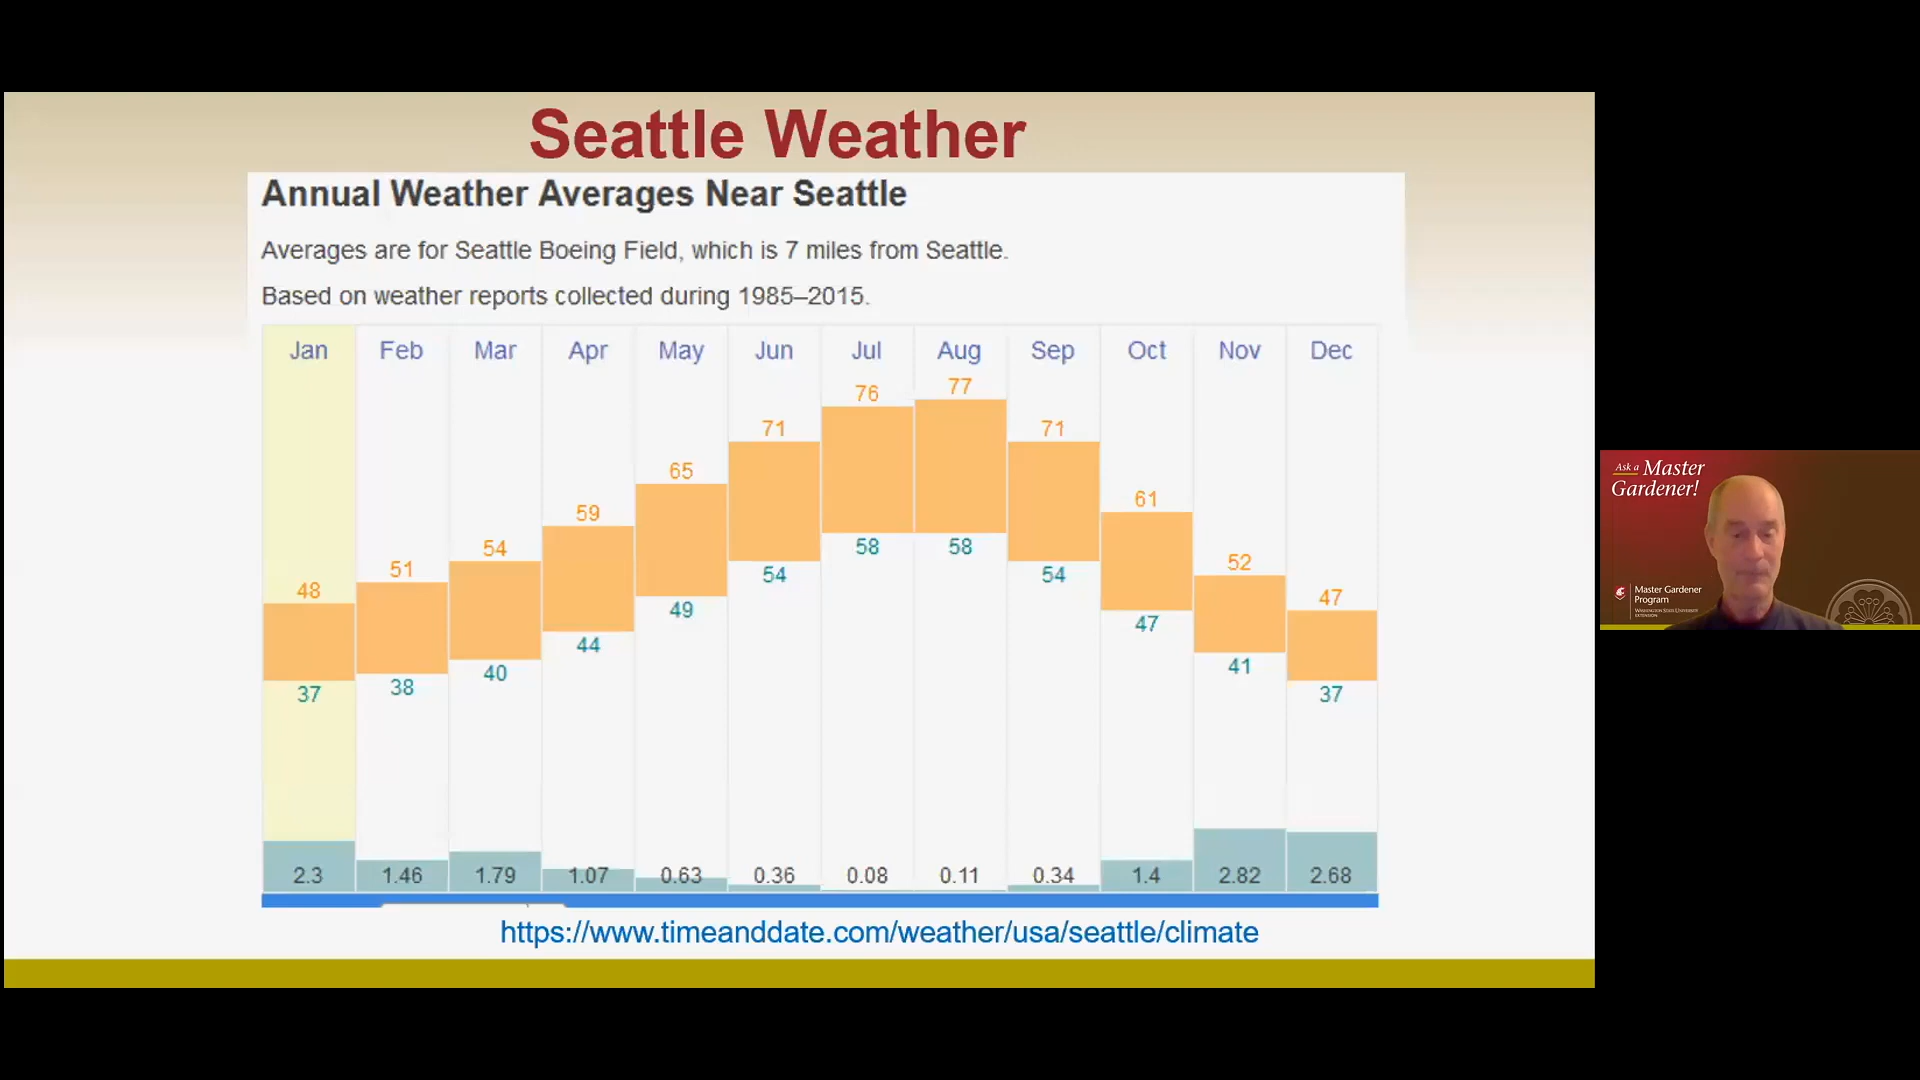 Seattle Weather
Annual Weather Averages Near Seattle
Averages are for Seattle Boeing Field, which is 7 miles from Seattle.
Based on weather reports collected during 1985–2015.
Jan Feb Mar Apr May Jun Jul Aug Sep Oct Nov Dec
48 51 54 59 65 71 76 77 71 61 52 47
37 38 40 44 49 54 58 58 54 47 41 37
2.3 1.46 1.79 1.07 0.63 0.36 0.08 0.11 0.34 1.4 2.82 2.68
https://www.timeanddate.com/weather/usa/seattle/climate
Ask a Master
Gardener!
Master Gardener
Program
WASHINGTON STATE UNIVERSITY
EXTENSION